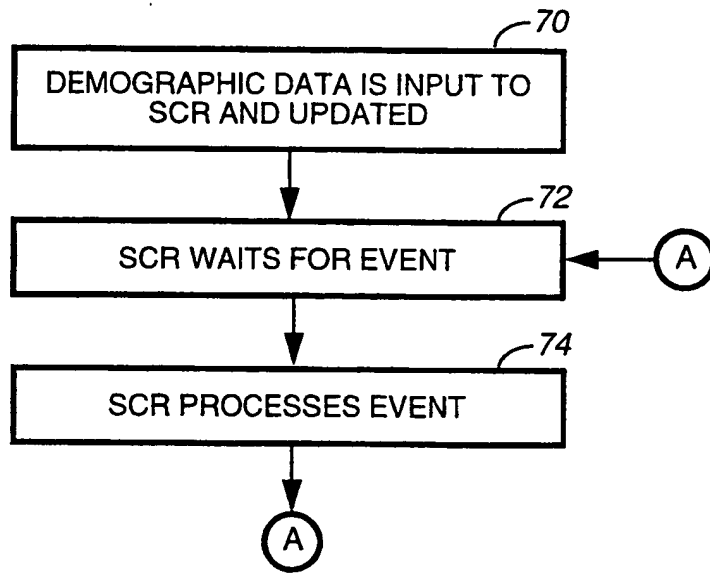 70
DEMOGRAPHIC DATA IS INPUT TO
SCR AND UPDATED
72
SCR WAITS FOR EVENT
A
74
SCR PROCESSES EVENT
A